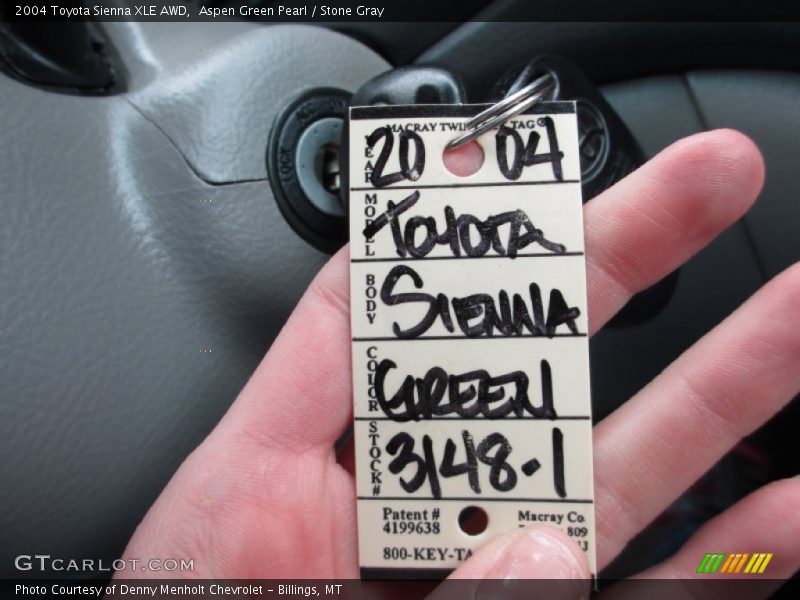 2004 Toyota Sienna XLE AWD,  Aspen Green Pearl / Stone Gray
LOCK
MACRAY TAG®
YEAR 20 04
MODEL TOYOTA
BODY SIENNA
COLOR GREEN
STOCK# 3148-1
Patent # Macray Co.
4199638 809
800-KEY-TA
GTCARLOT.COM
Photo Courtesy of Denny Menholt Chevrolet – Billings, MT